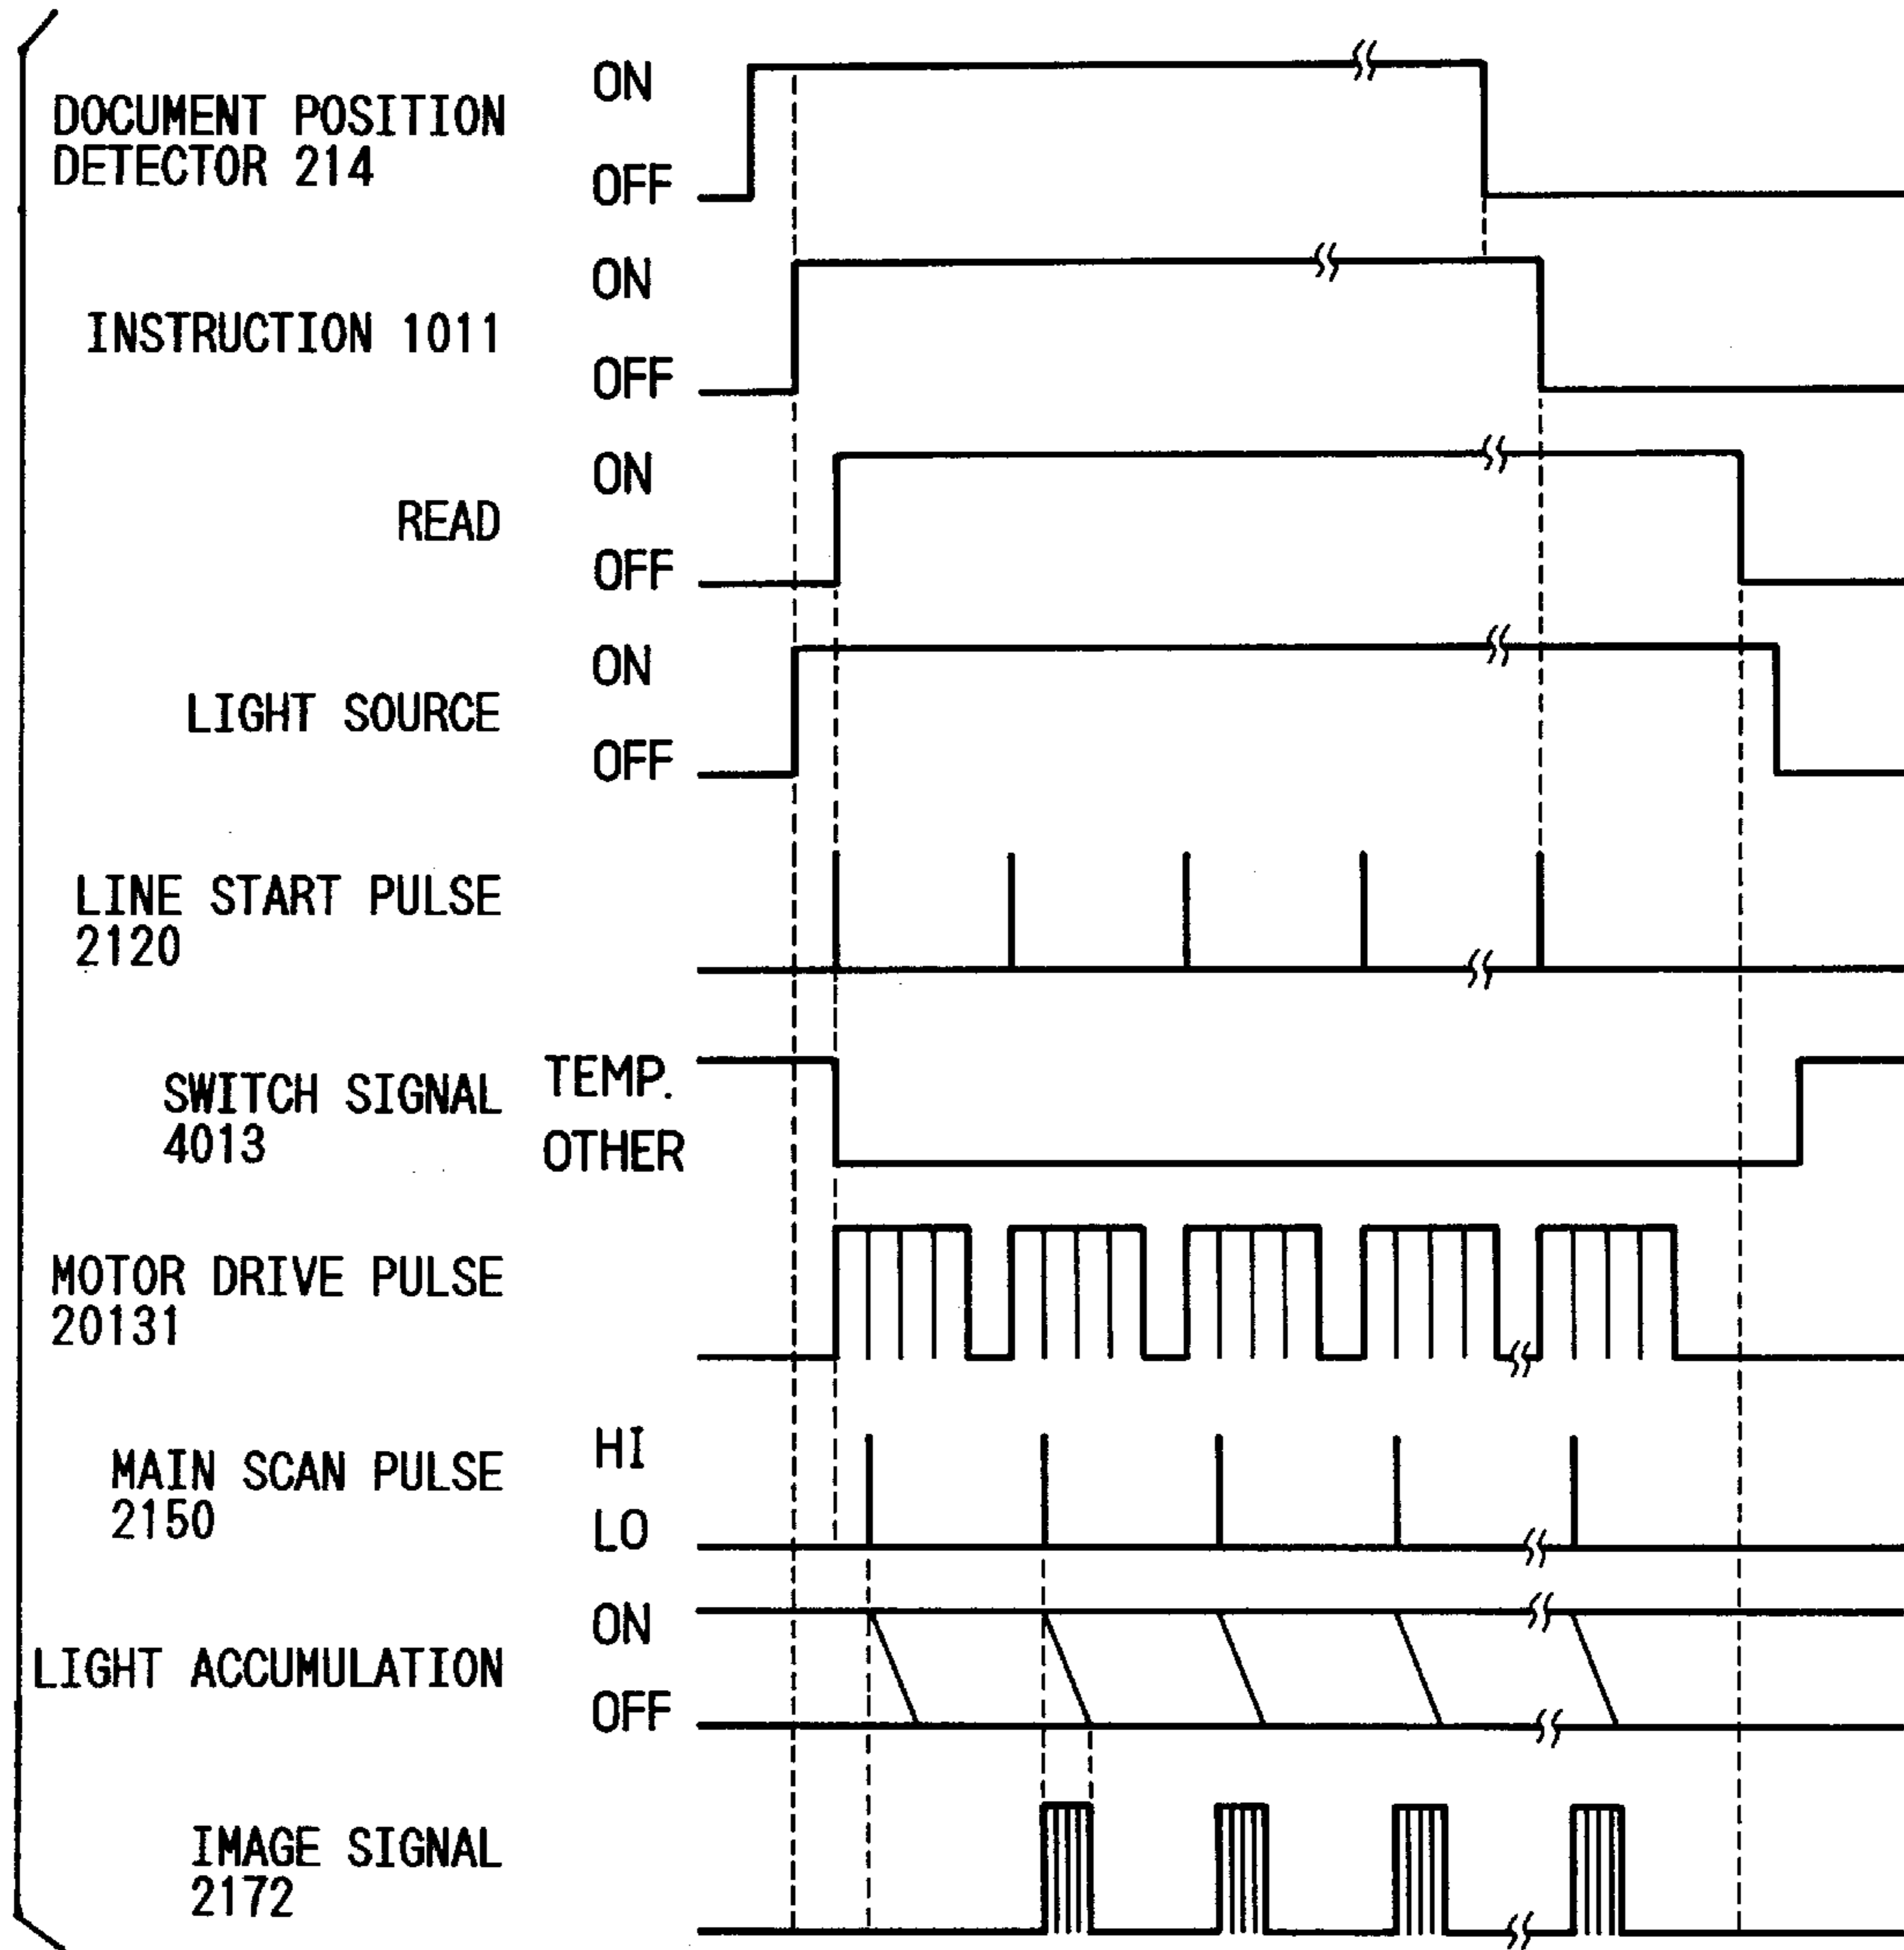 DOCUMENT POSITION
DETECTOR 214
ON
OFF
INSTRUCTION 1011
ON
OFF
READ
ON
OFF
LIGHT SOURCE
ON
OFF
LINE START PULSE
2120
SWITCH SIGNAL
4013
TEMP.
OTHER
MOTOR DRIVE PULSE
20131
MAIN SCAN PULSE
2150
HI
LO
LIGHT ACCUMULATION
ON
OFF
IMAGE SIGNAL
2172